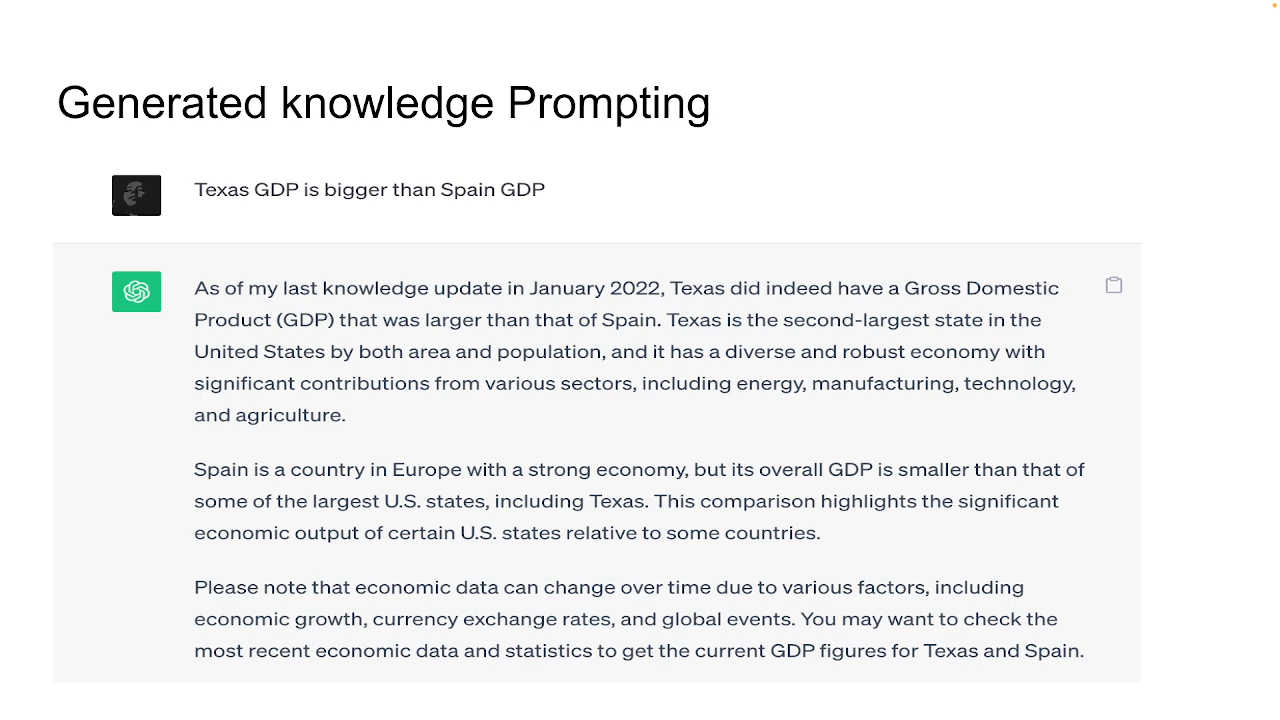 Generated knowledge Prompting
Texas GDP is bigger than Spain GDP
As of my last knowledge update in January 2022, Texas did indeed have a Gross Domestic
Product (GDP) that was larger than that of Spain. Texas is the second-largest state in the
United States by both area and population, and it has a diverse and robust economy with
significant contributions from various sectors, including energy, manufacturing, technology,
and agriculture.
Spain is a country in Europe with a strong economy, but its overall GDP is smaller than that of
some of the largest U.S. states, including Texas. This comparison highlights the significant
economic output of certain U.S. states relative to some countries.
Please note that economic data can change over time due to various factors, including
economic growth, currency exchange rates, and global events. You may want to check the
most recent economic data and statistics to get the current GDP figures for Texas and Spain.